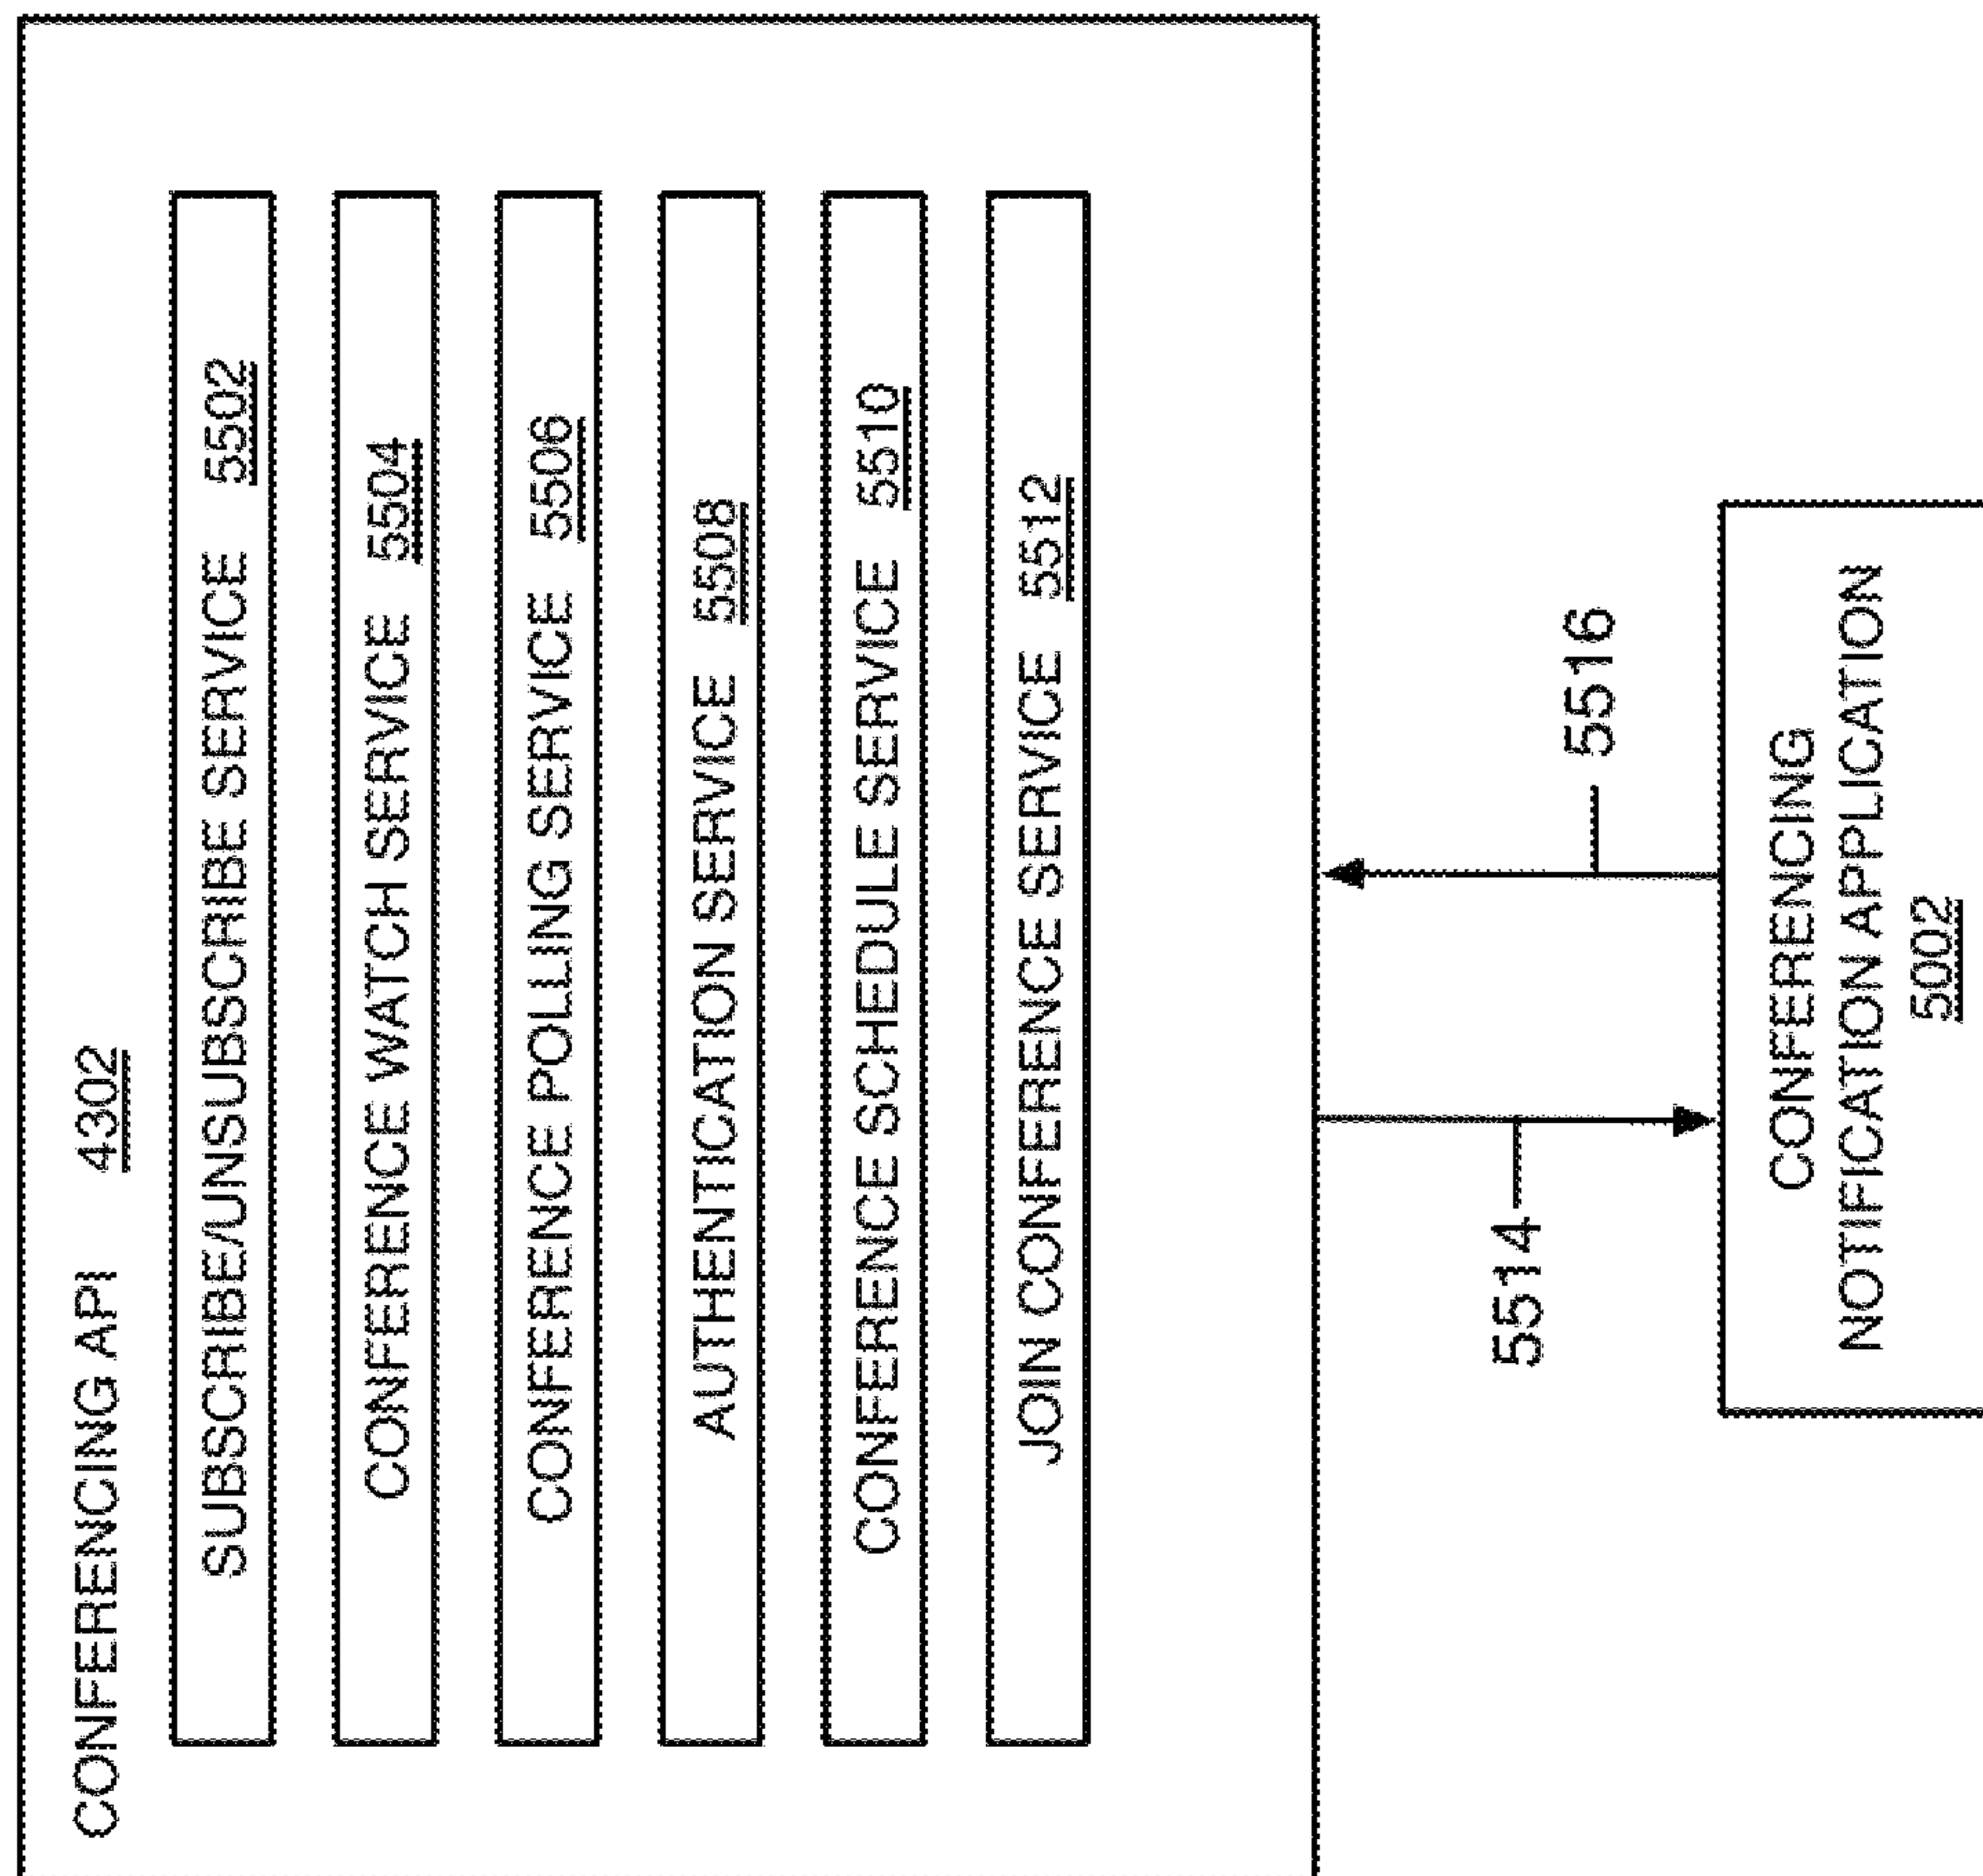 CONFERENCING API 4302
SUBSCRIBE/UNSUBSCRIBE SERVICE 5502
CONFERENCE WATCH SERVICE 5504
CONFERENCE POLLING SERVICE 5506
AUTHENTICATION SERVICE 5508
CONFERENCE SCHEDULE SERVICE 5510
JOIN CONFERENCE SERVICE 5512
5514
5516
CONFERENCING
NOTIFICATION APPLICATION
5002